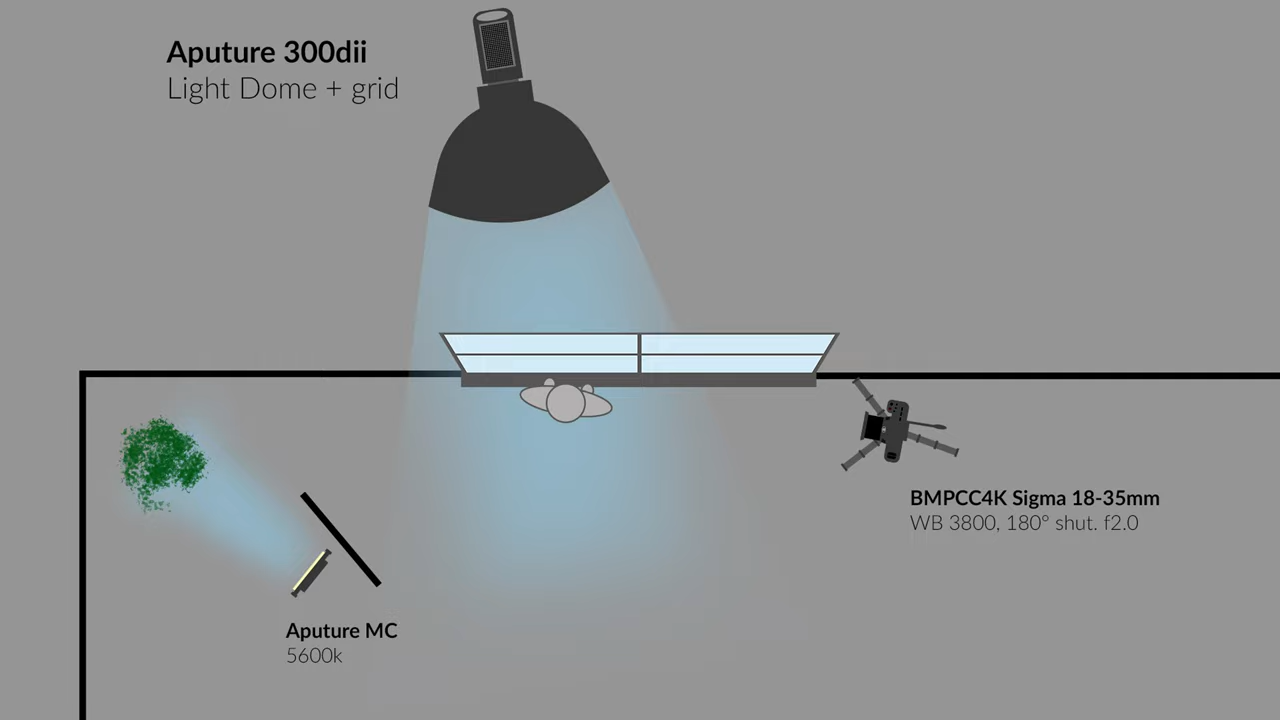 Aputure 300dii
Light Dome + grid
BMPCC4K Sigma 18-35mm
WB 3800, 180° shut. f2.0
Aputure MC
5600k